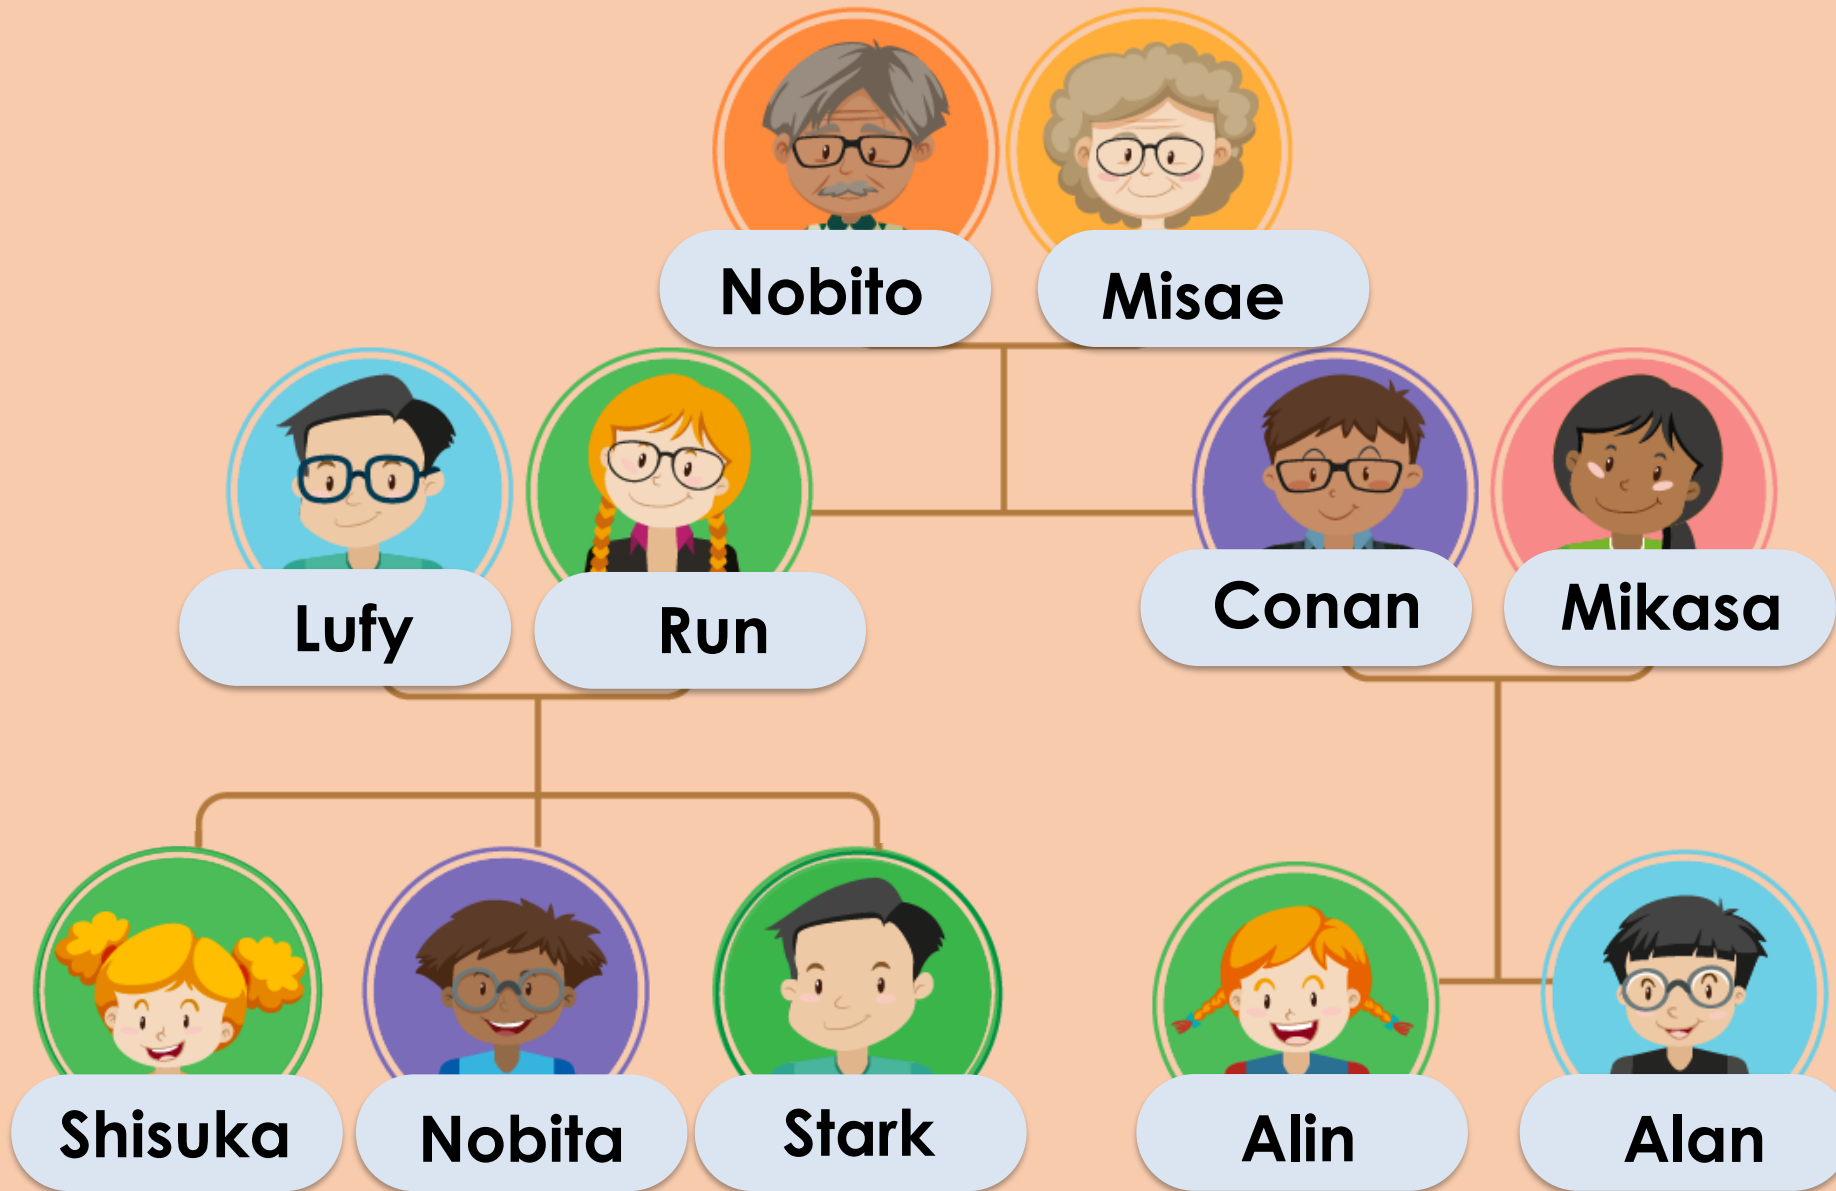 Nobito
Misae
Lufy
Run
Conan
Mikasa
Shisuka
Nobita
Stark
Alin
Alan